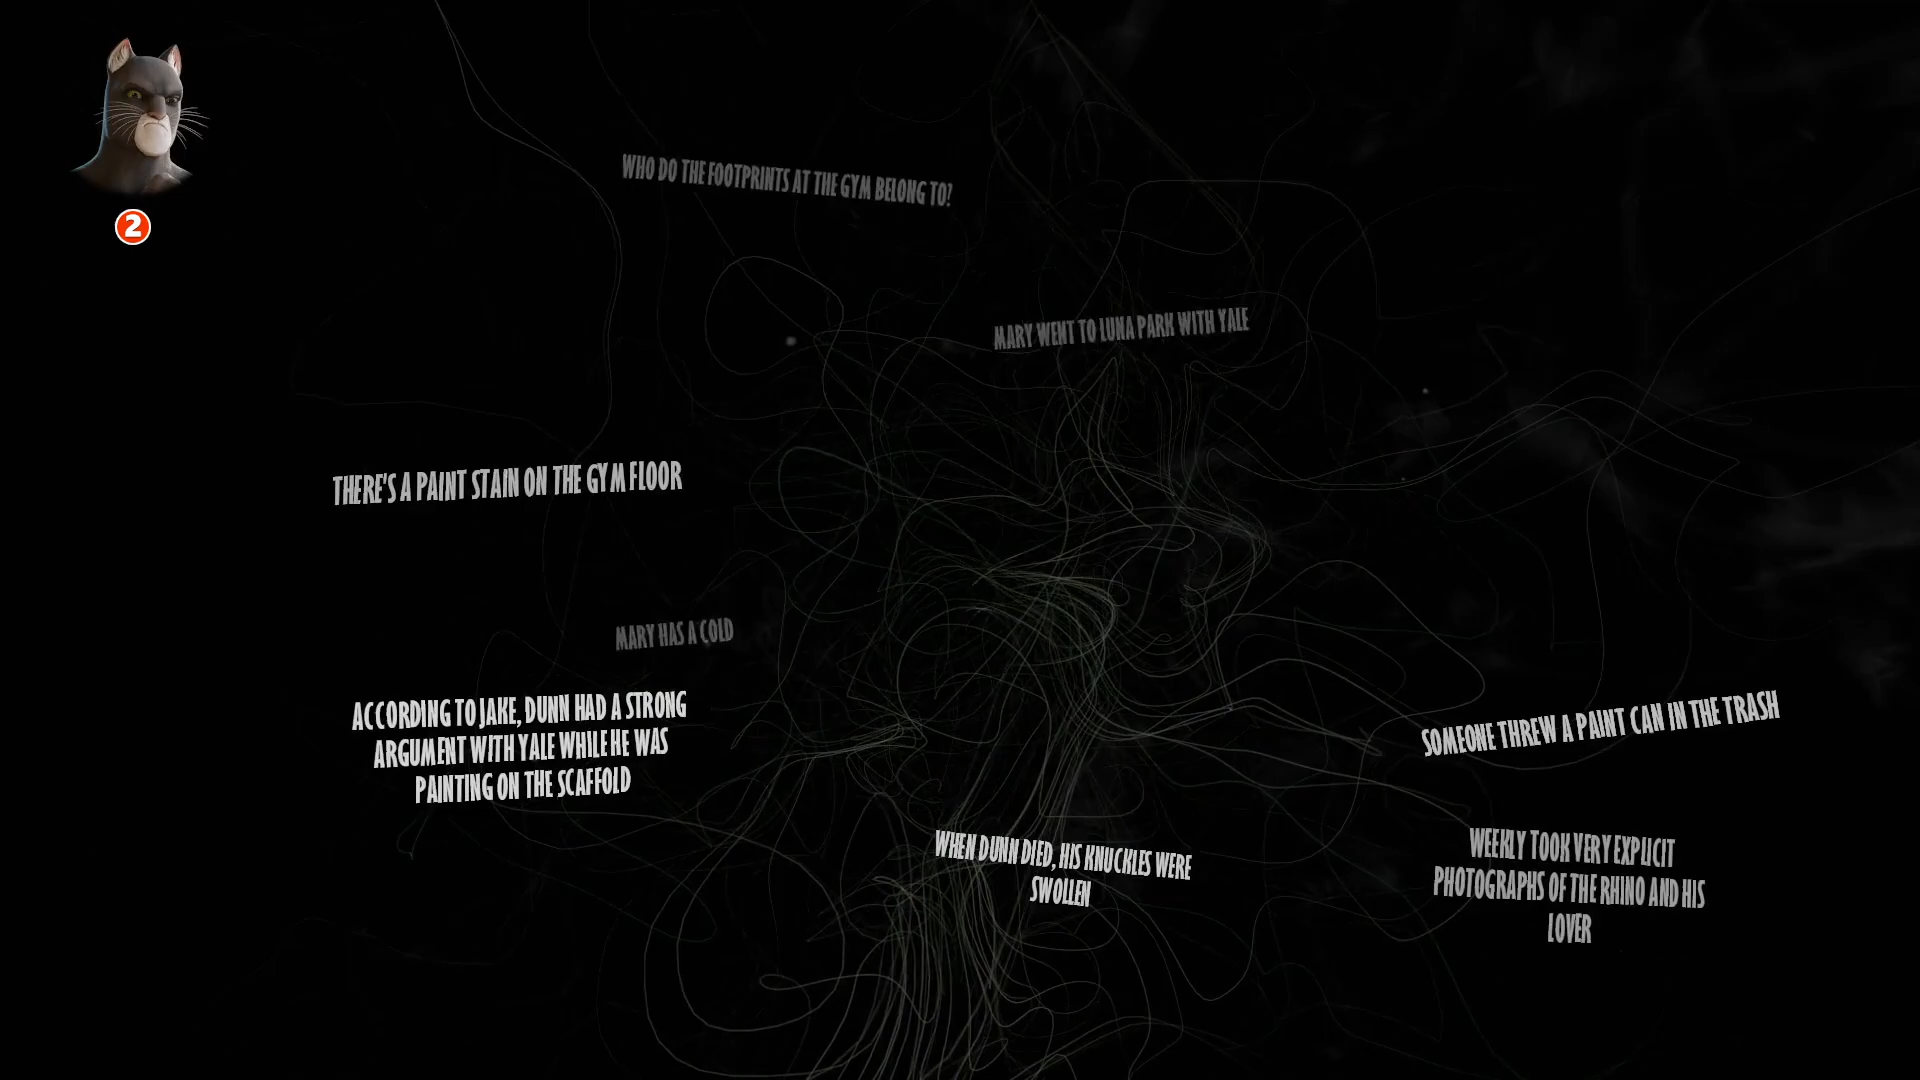 2
WHO DO THE FOOTPRINTS AT THE GYM BELONG TO?
MARY WENT TO LUNA PARK WITH YALE
THERE'S A PAINT STAIN ON THE GYM FLOOR
MARY HAS A COLD
ACCORDING TO JAKE, DUNN HAD A STRONG
ARGUMENT WITH YALE WHILE HE WAS
PAINTING ON THE SCAFFOLD
SOMEONE THREW A PAINT CAN IN THE TRASH
WHEN DUNN DIED, HIS KNUCKLES WERE
SWOLLEN
WEEKLY TOOK VERY EXPLICIT
PHOTOGRAPHS OF THE RHINO AND HIS
LOVER